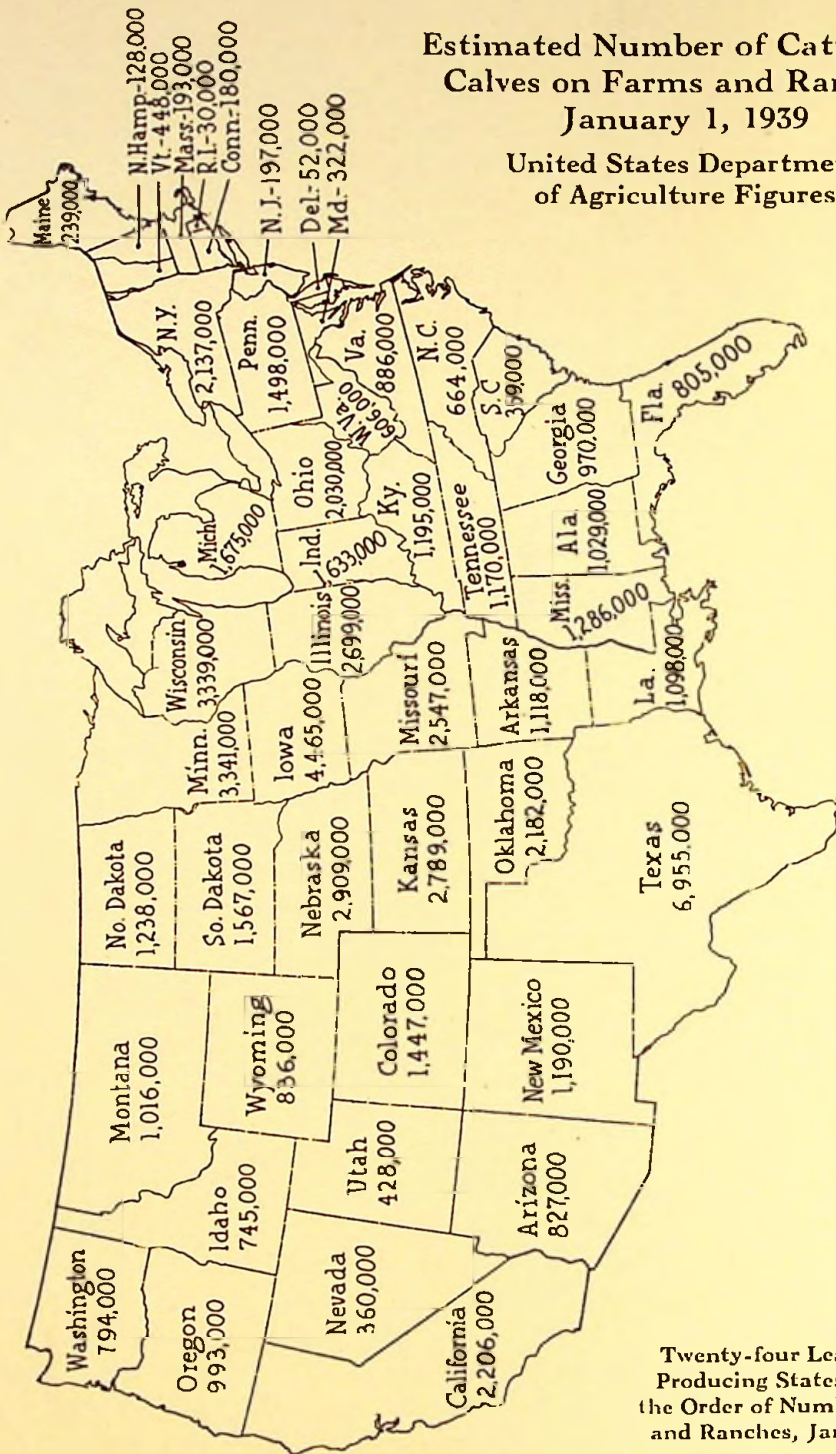 Estimated Number of Cat
Calves on Farms and Ran
January 1, 1939
United States Departme
of Agriculture Figures
Maine
239,000
N.Hamp.-128,000
Vt.-448,000
Mass-193,000
R.I.-30,000
Conn.-180,000
N.J.-197,000
Del.-52,000
Md.-322,000
N.Y.
2,137,000
Penn.
1,498,000
W.Va.
606,000
Va.
886,000
N.C.
664,000
S.C
Georgia
970,000
Fla.
805,000
Ohio
2,030,000
Mich.
1,675,000
Ind.
1,633,000
Ky.
1,195,000
Tennessee
1,170,000
Ala.
1,029,000
Miss.
1,286,000
Wisconsin
3,339,000
Illinois
2,699,000
Minn.
3,341,000
Iowa
4,465,000
Missouri
2,547,000
Arkansas
1,118,000
La.
1,098,000
No. Dakota
1,238,000
So. Dakota
1,567,000
Nebraska
2,909,000
Kansas
2,789,000
Oklahoma
2,182,000
Texas
6,955,000
Montana
1,016,000
Wyoming
836,000
Colorado
1,447,000
New Mexico
1,190,000
Idaho
745,000
Utah
428,000
Arizona
827,000
Washington
794,000
Oregon
993,000
Nevada
360,000
California
2,206,000
Twenty-four Lea
Producing States
the Order of Num
and Ranches, Jan